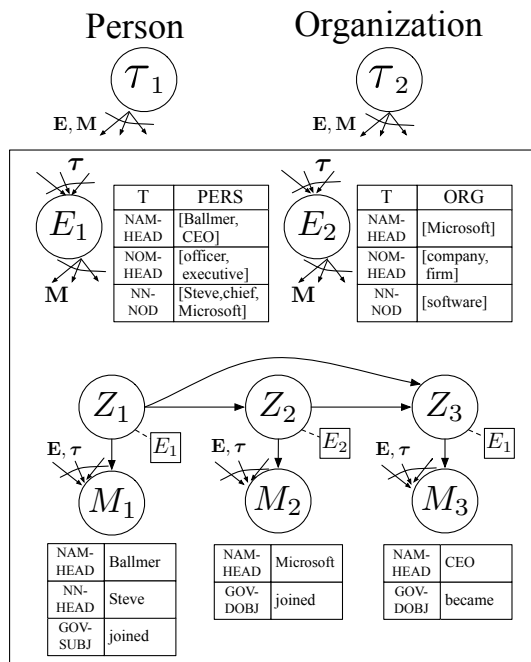 Person Organization
τ1 τ2
E, M E, M
τ τ
E1 E2
M M
T PERS
NAM-HEAD [Ballmer, CEO]
NOM-HEAD [officer, executive]
NN-NOD [Steve,chief, Microsoft]
T ORG
NAM-HEAD [Microsoft]
NOM-HEAD [company, firm]
NN-NOD [software]
Z1 Z2 Z3
E1 E2 E1
E, τ E, τ E, τ
M1 M2 M3
NAM-HEAD Ballmer
NN-HEAD Steve
GOV-SUBJ joined
NAM-HEAD Microsoft
GOV-DOBJ joined
NAM-HEAD CEO
GOV-DOBJ became